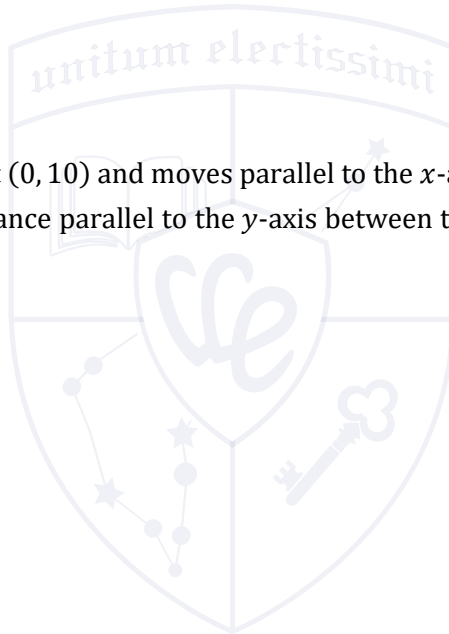 unitum electissimi
(0, 10) and moves parallel to the x-a
ance parallel to the y-axis between t